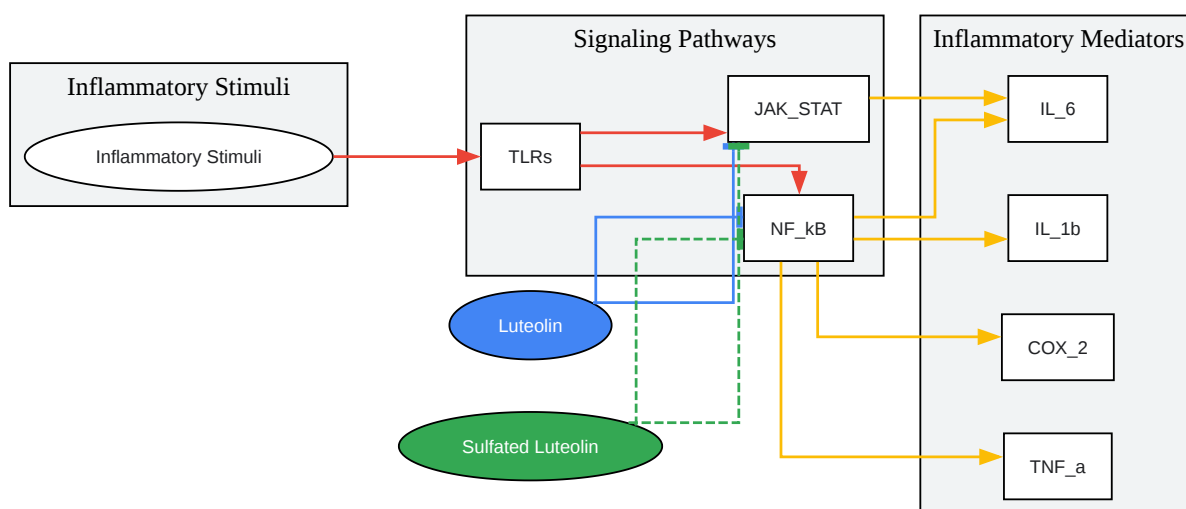 Inflammatory Stimuli
Inflammatory Stimuli
Signaling Pathways
JAK_STAT
TLRs
NF_kB
Luteolin
Sulfated Luteolin
Inflammatory Mediators
IL_6
IL_1b
COX_2
TNF_a